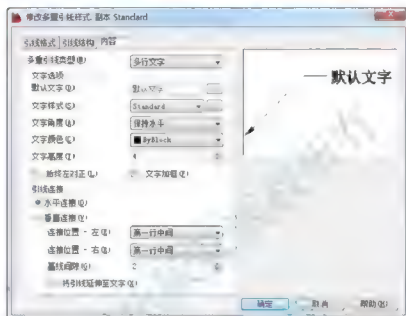 修改多重引线样式: 副本 Standard
引线格式 引线结构 内容
多重引线类型(M): 多行文字
文字选项
默认文字(D): 默认文字
文字样式(S): Standard
文字角度(A): 保持水平
文字颜色(C): ByBlock
文字高度(T): 4
始终左对正(L) 文字加框(F)
引线连接
水平连接(O)
垂直连接(V)
连接位置 - 左(E): 第一行中间
连接位置 - 右(R): 第一行中间
基线间隙(G): 2
将引线延伸至文字(X)
默认文字
确定 取消 帮助(H)